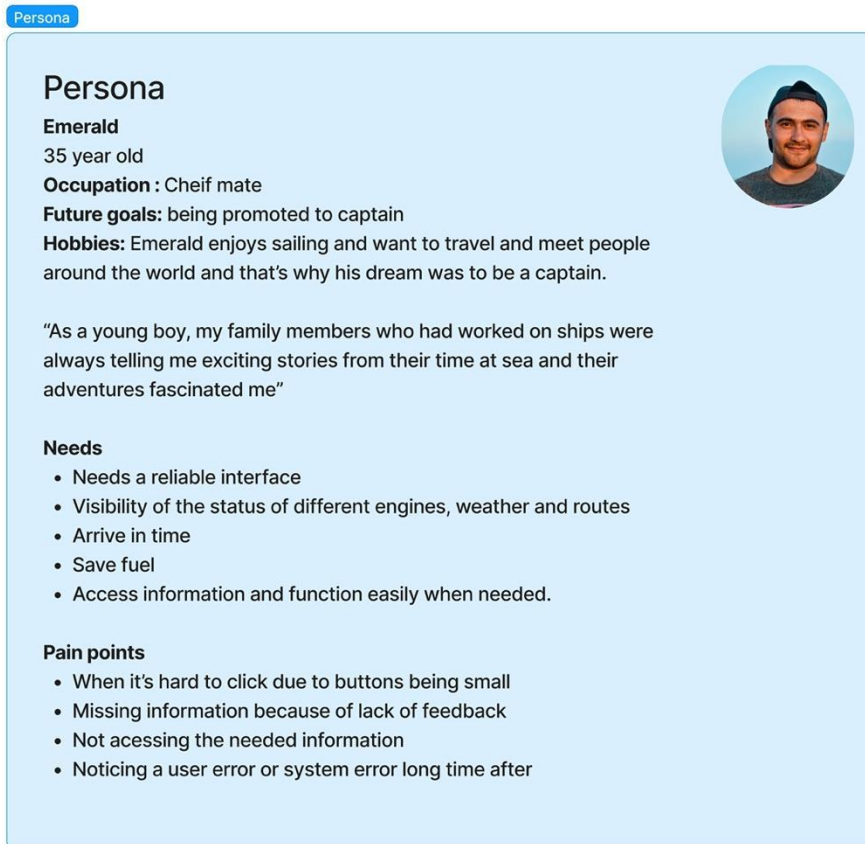 Persona
Persona
Emerald
35 year old
Occupation : Cheif mate
Future goals: being promoted to captain
Hobbies: Emerald enjoys sailing and want to travel and meet people
around the world and that’s why his dream was to be a captain.
“As a young boy, my family members who had worked on ships were
always telling me exciting stories from their time at sea and their
adventures fascinated me”
Needs
• Needs a reliable interface
• Visibility of the status of different engines, weather and routes
• Arrive in time
• Save fuel
• Access information and function easily when needed.
Pain points
• When it’s hard to click due to buttons being small
• Missing information because of lack of feedback
• Not acessing the needed information
• Noticing a user error or system error long time after